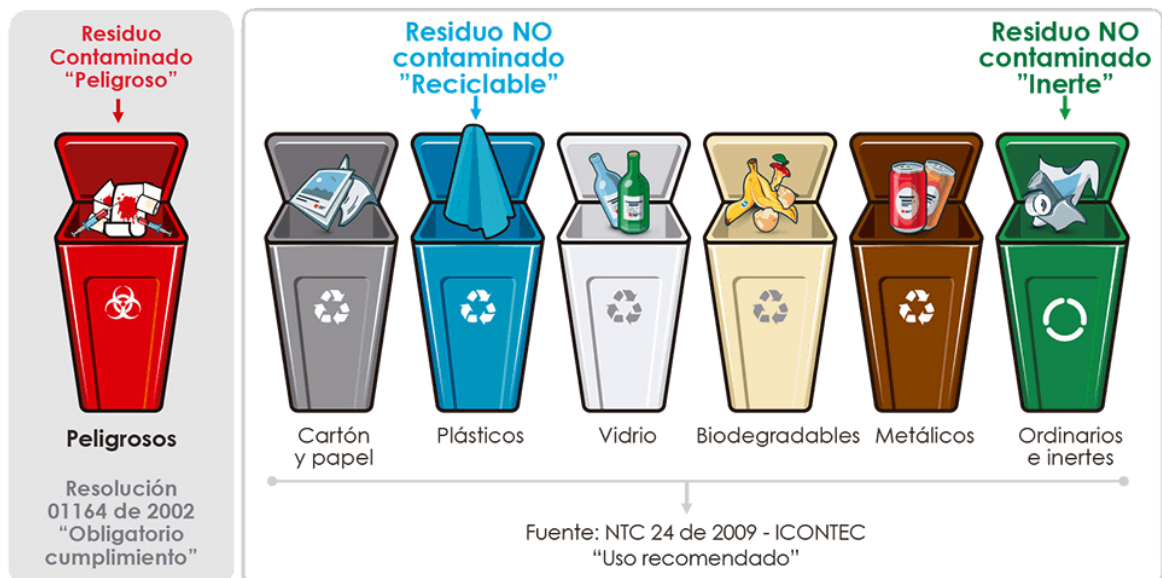 Residuo
Contaminado
“Peligroso”
Peligrosos
Resolución
01164 de 2002
“Obligatorio
cumplimiento”
Residuo NO
contaminado
”Reciclable”
Residuo NO
contaminado
”Inerte”
Cartón
y papel
Plásticos
Vidrio
Biodegradables
Metálicos
Ordinarios
e inertes
Fuente: NTC 24 de 2009 - ICONTEC
“Uso recomendado”